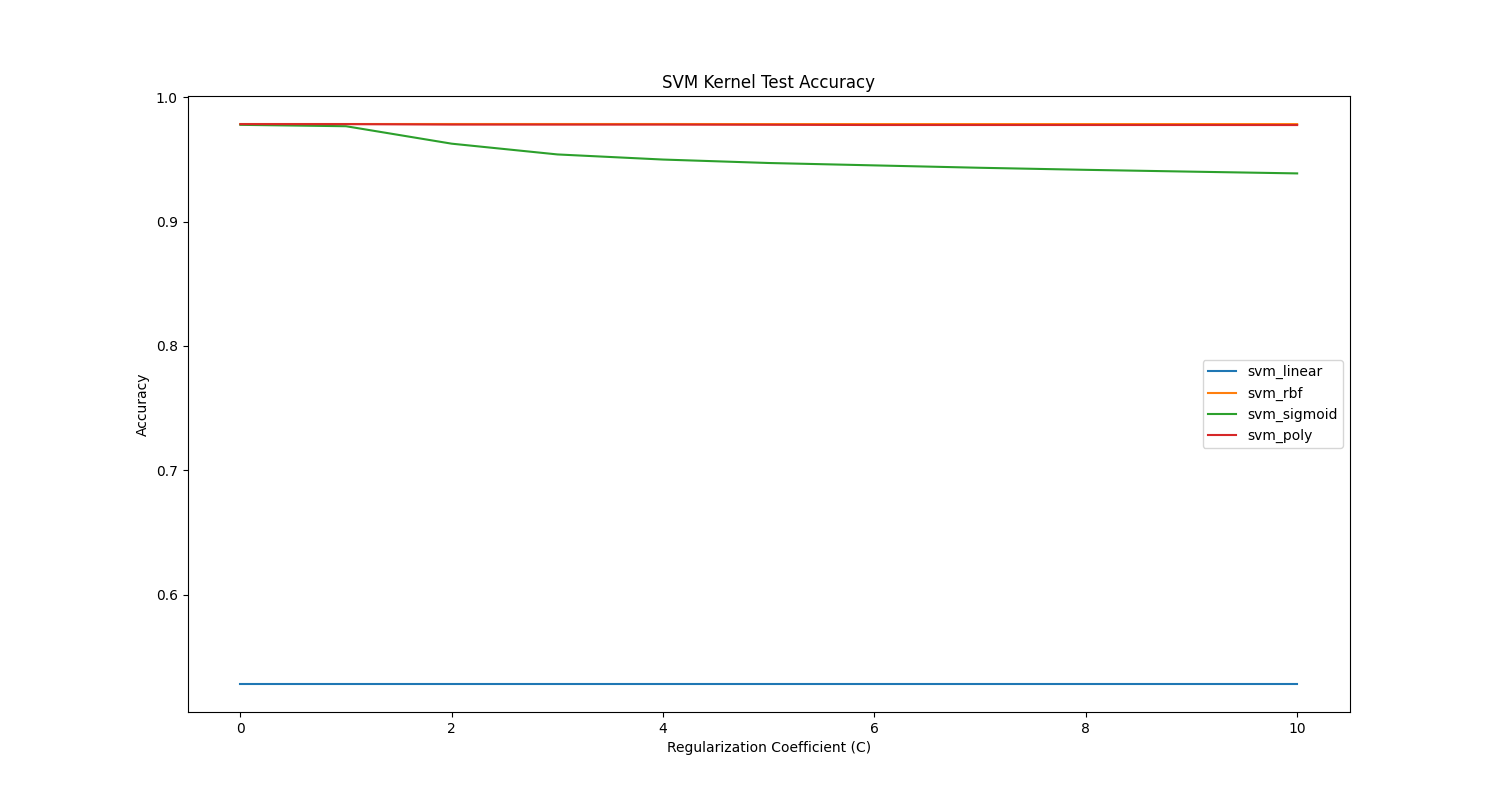 SVM Kernel Test Accuracy
1.0
0.9
0.8
0.7
0.6
Accuracy
svm_linear
svm_rbf
svm_sigmoid
svm_poly
0 2 4 6 8 10
Regularization Coefficient (C)